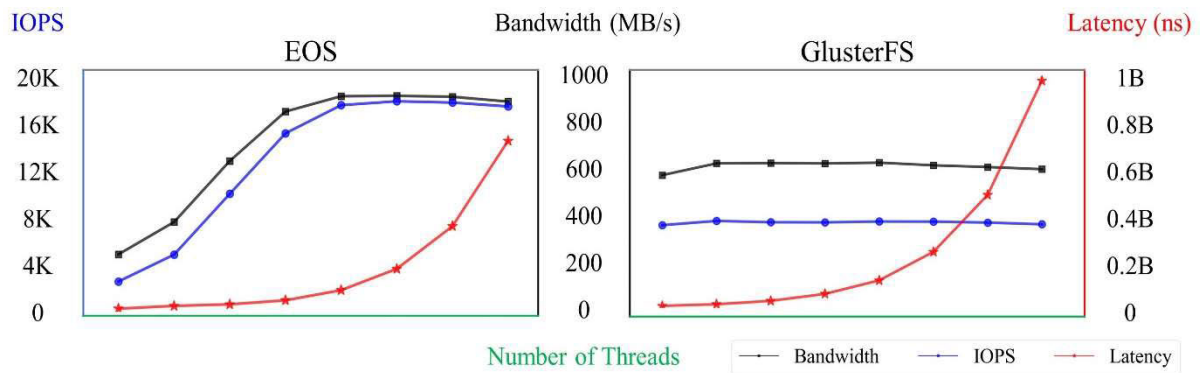 IOPS Bandwidth (MB/s) Latency (ns)
EOS GlusterFS
20K 1000 1B
16K 800 0.8B
12K 600 0.6B
8K 400 0.4B
4K 200 0.2B
0 0 0
Number of Threads Bandwidth IOPS Latency